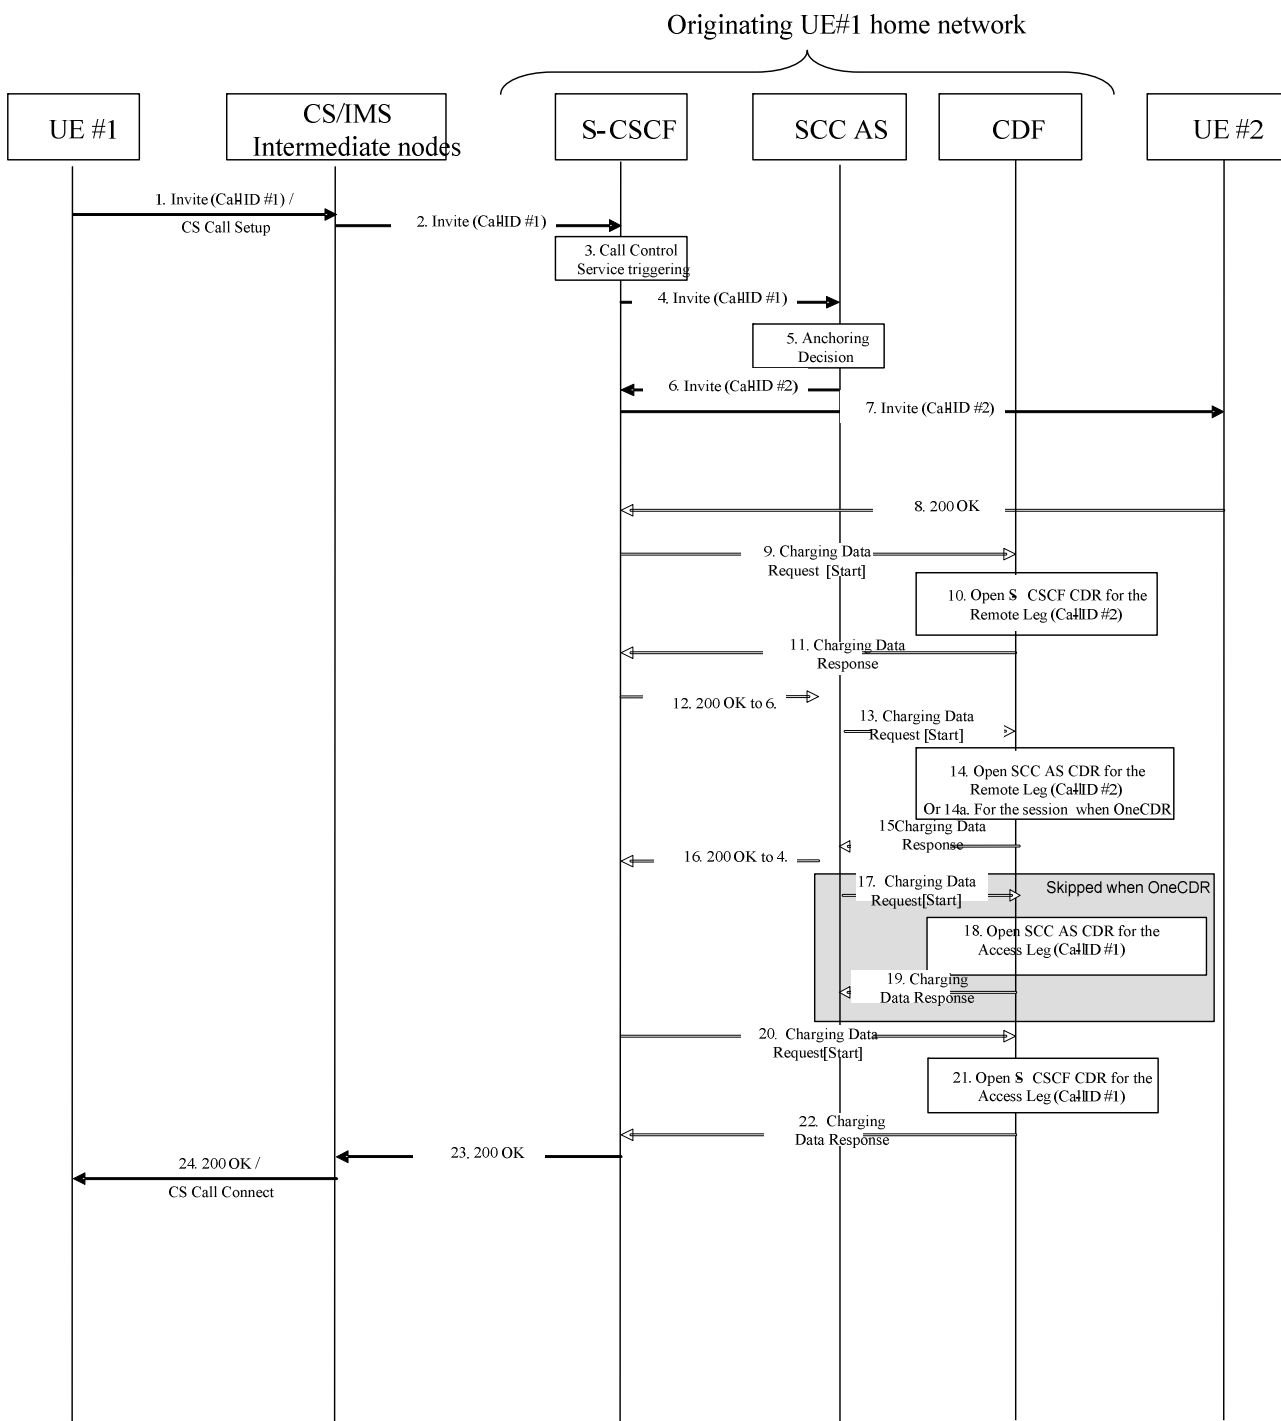 Originating UE#1 home network
UE #1
CS/IMS
Intermediate nodes
S-CSCF
SCC AS
CDF
UE #2
1. Invite (Call-ID #1) /
CS Call Setup
2. Invite (Call-ID #1)
3. Call Control
Service triggering
4. Invite (Call-ID #1)
5. Anchoring
Decision
6. Invite (Call-ID #2)
7. Invite (Call-ID #2)
8. 200 OK
9. Charging Data
Request [Start]
10. Open S- CSCF CDR for the
Remote Leg (Call-ID #2)
11. Charging Data
Response
12. 200 OK to 6.
13. Charging Data
Request [Start]
14. Open SCC AS CDR for the
Remote Leg (Call-ID #2)
Or 14a. For the session when OneCDR
15Charging Data
Response
16. 200 OK to 4.
17. Charging Data
Request[Start]
Skipped when OneCDR
18. Open SCC AS CDR for the
Access Leg (Call-ID #1)
19. Charging
Data Response
20. Charging Data
Request[Start]
21. Open S- CSCF CDR for the
Access Leg (Call-ID #1)
22. Charging
Data Response
23. 200 OK
24. 200 OK /
CS Call Connect